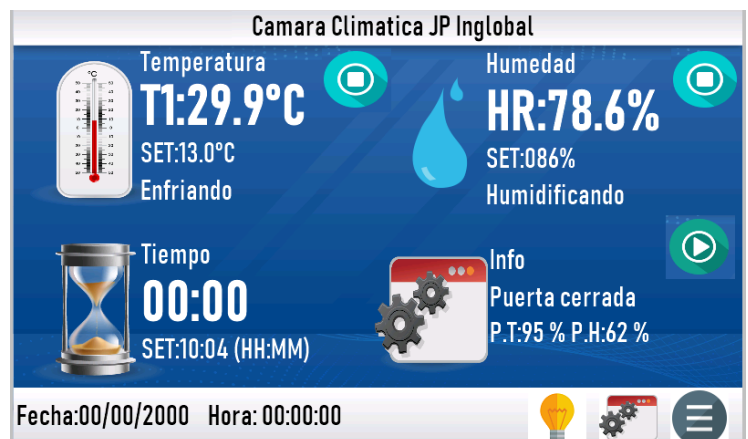 Camara Climatica JP Inglobal
Temperatura
T1:29.9°C
SET:13.0°C
Enfriando
Humedad
HR:78.6%
SET:086%
Humidificando
Tiempo
00:00
SET:10:04 (HH:MM)
Info
Puerta cerrada
P.T:95 % P.H:62 %
Fecha:00/00/2000 Hora: 00:00:00
°C